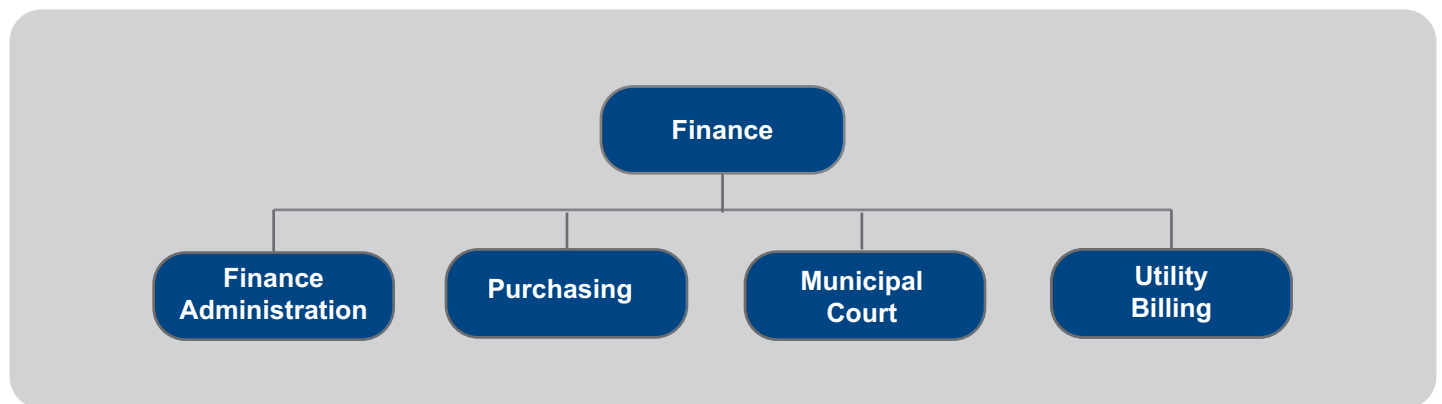 Finance
Finance
Administration
Purchasing
Municipal
Court
Utility
Billing